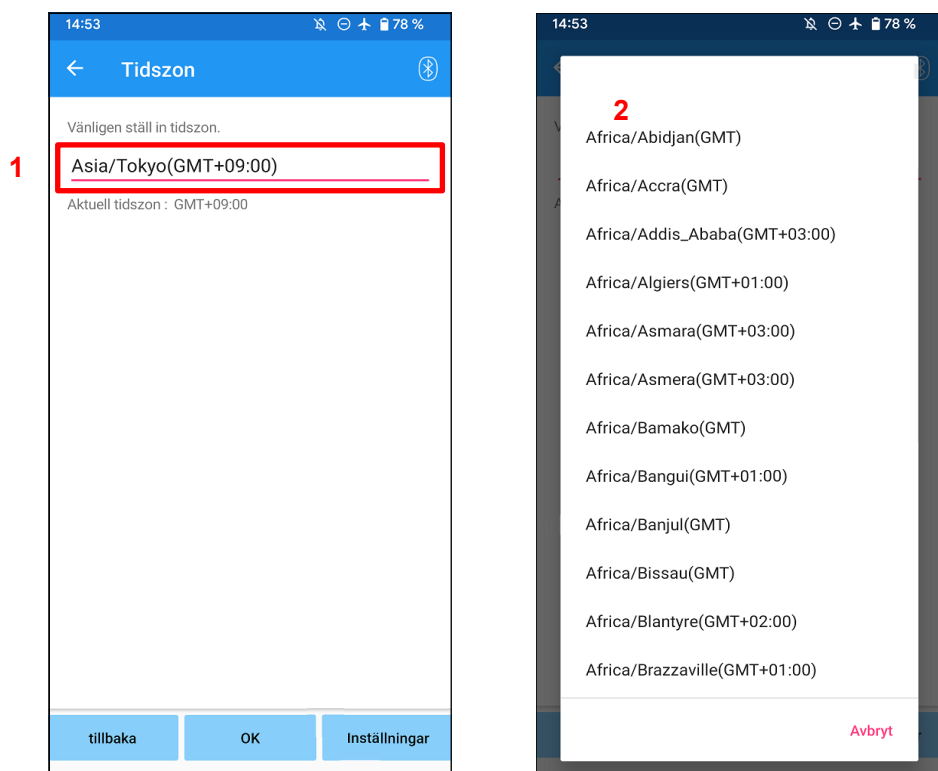 14:53
78 %
Tidszon
Vänligen ställ in tidszon.
1
Asia/Tokyo(GMT+09:00)
Aktuell tidszon : GMT+09:00
tillbaka
OK
Inställningar
14:53
78 %
2
V
A
Africa/Abidjan(GMT)
Africa/Accra(GMT)
Africa/Addis_Ababa(GMT+03:00)
Africa/Algiers(GMT+01:00)
Africa/Asmara(GMT+03:00)
Africa/Asmera(GMT+03:00)
Africa/Bamako(GMT)
Africa/Bangui(GMT+01:00)
Africa/Banjul(GMT)
Africa/Bissau(GMT)
Africa/Blantyre(GMT+02:00)
Africa/Brazzaville(GMT+01:00)
Avbryt